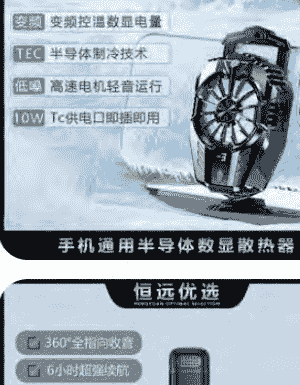 变频 变频控温数显电量
TEC 半导体制冷技术
低噪 高速电机轻音运行
10W Tc供电口即插即用
手机通用半导体数显散热器
恒远优选
360°全指向收音
6小时超强续航